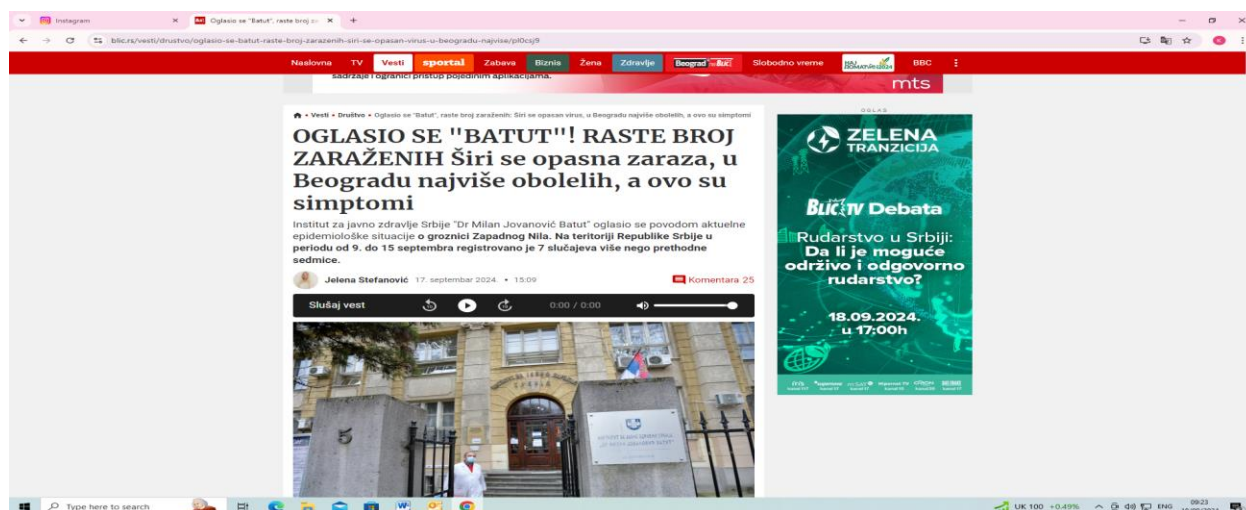 Instagram
Oglasio se "Batut", raste broj za
blic.rs/vesti/drustvo/oglasio-se-batut-raste-broj-zarazenih-siri-se-opasan-virus-u-beogradu-najvise/pl0csj9
Naslovna TV Vesti sportal Zabava Biznis Žena Zdravlje Beograd Blic Slobodno vreme NAJ DOMAĆIN 2024 BBC
sadržaje i ograniči pristup pojedinim aplikacijama.
mts
• Vesti • Društvo • Oglasio se "Batut", raste broj zaraženih: Širi se opasan virus, u Beogradu najviše obolelih, a ovo su simptomi
OGLASIO SE "BATUT"! RASTE BROJ
ZARAŽENIH Širi se opasna zaraza, u
Beogradu najviše obolelih, a ovo su
simptomi
Institut za javno zdravlje Srbije "Dr Milan Jovanović Batut" oglasio se povodom aktuelne
epidemiološke situacije o groznici Zapadnog Nila. Na teritoriji Republike Srbije u
periodu od 9. do 15 septembra registrovano je 7 slučajeva više nego prethodne
sedmice.
Jelena Stefanović 17. septembar 2024. • 15:09
Komentara 25
Slušaj vest
0:00 / 0:00
5
OGLAS
ZELENA
TRANZICIJA
Blic TV Debata
Rudarstvo u Srbiji:
Da li je moguće
održivo i odgovorno
rudarstvo?
18.09.2024.
u 17:00h
Type here to search
UK 100 +0.49%
ENG
09:23